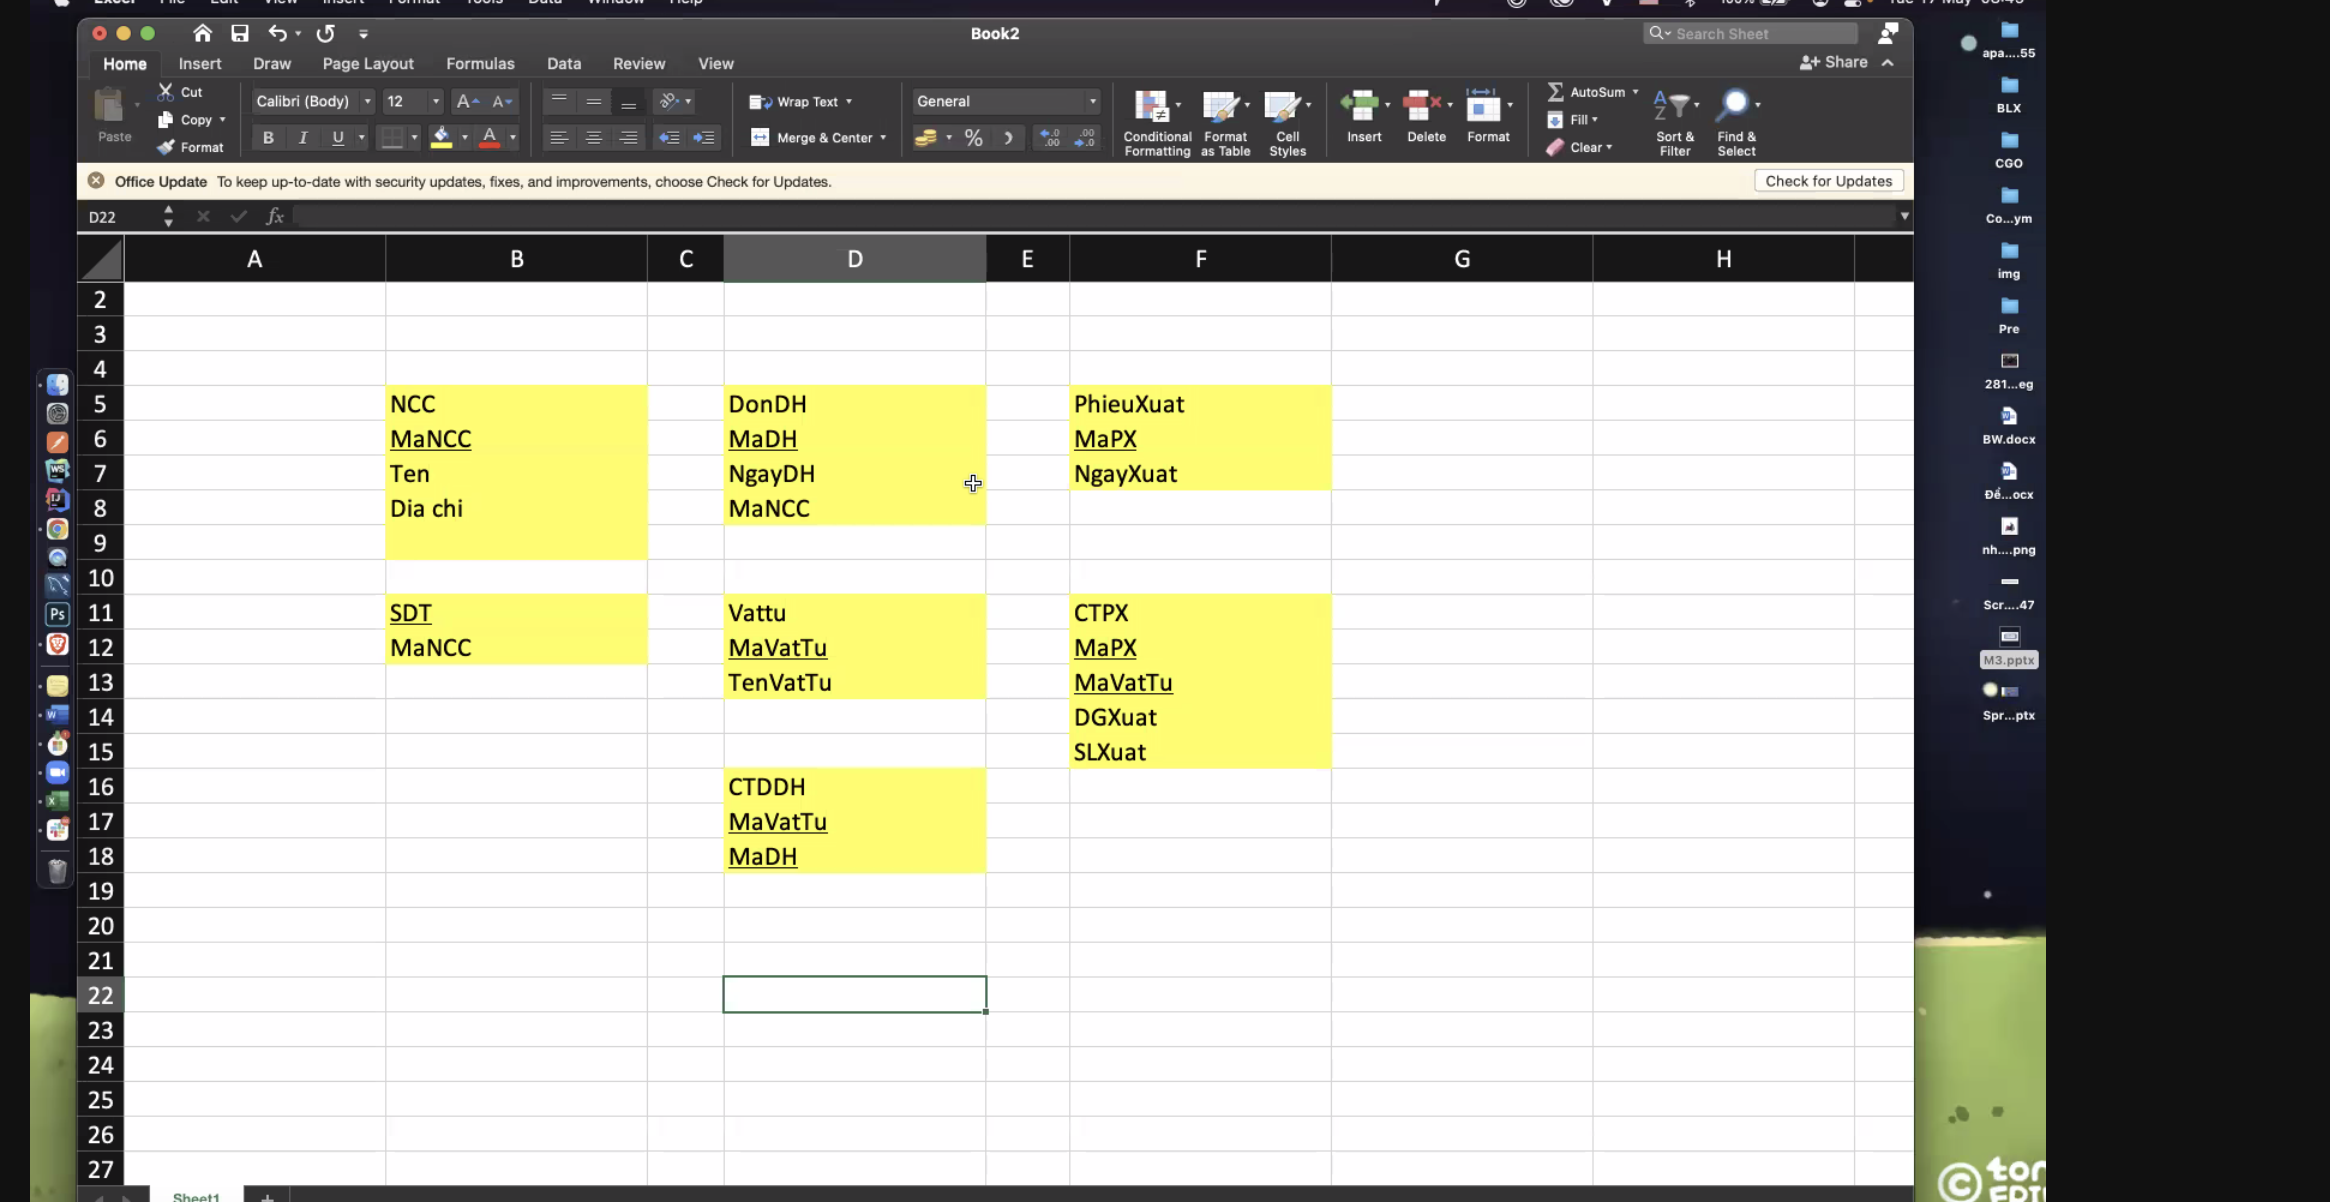 Book2
Search Sheet
Home Insert Draw Page Layout Formulas Data Review View
Share
Paste
Cut
Copy
Format
Calibri (Body) 12
B I U
Wrap Text
Merge & Center
General
Conditional Formatting
Format as Table
Cell Styles
Insert
Delete
Format
AutoSum
Fill
Clear
Sort & Filter
Find & Select
Office Update To keep up-to-date with security updates, fixes, and improvements, choose Check for Updates.
Check for Updates
D22
fx
A B C D E F G H
2
3
4
5 NCC DonDH PhieuXuat
6 MaNCC MaDH MaPX
7 Ten NgayDH NgayXuat
8 Dia chi MaNCC
9
10
11 SDT Vattu CTPX
12 MaNCC MaVatTu MaPX
13 TenVatTu MaVatTu
14 DGXuat
15 SLXuat
16 CTDDH
17 MaVatTu
18 MaDH
19
20
21
22
23
24
25
26
27
Sheet1
apa....55
BLX
CGO
Co...ym
img
Pre
281...eg
BW.docx
Đề...ocx
nh....png
Scr....47
M3.pptx
Spr...ptx